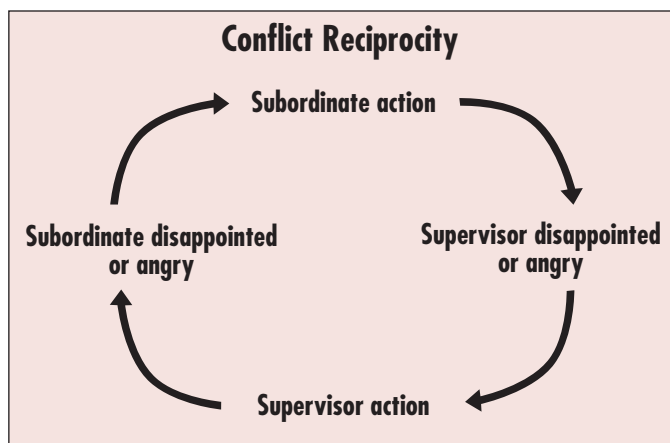 Conflict Reciprocity
Subordinate action
Subordinate disappointed
or angry
Supervisor disappointed
or angry
Supervisor action